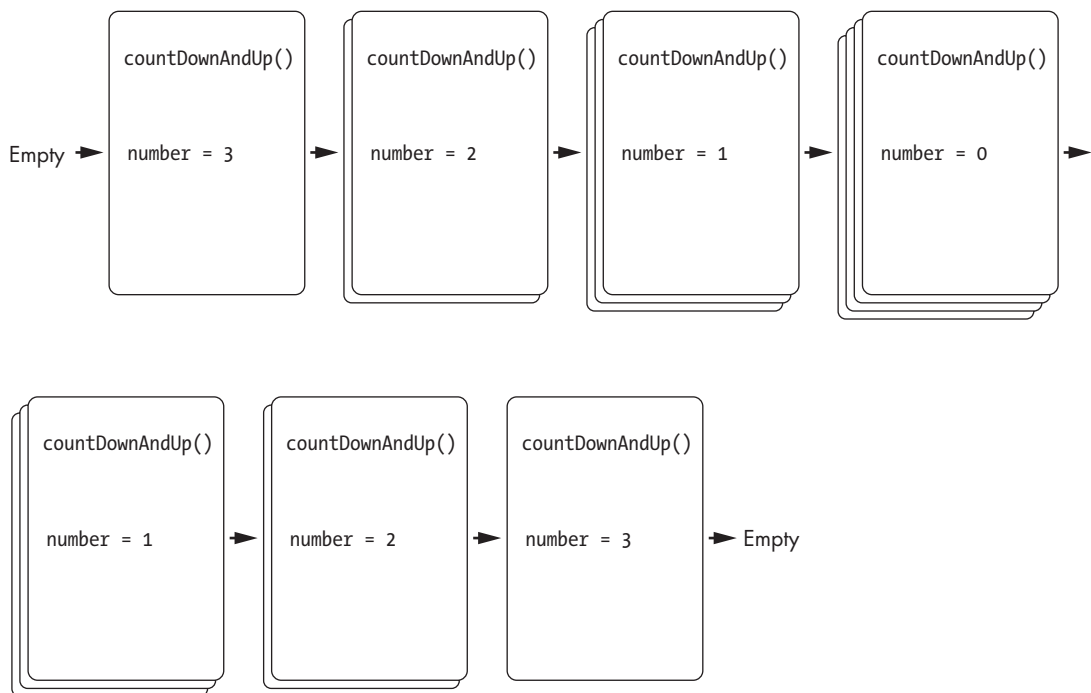 countDownAndUp() countDownAndUp() countDownAndUp() countDownAndUp()
Empty number = 3 number = 2 number = 1 number = 0
countDownAndUp() countDownAndUp() countDownAndUp()
number = 1 number = 2 number = 3 Empty